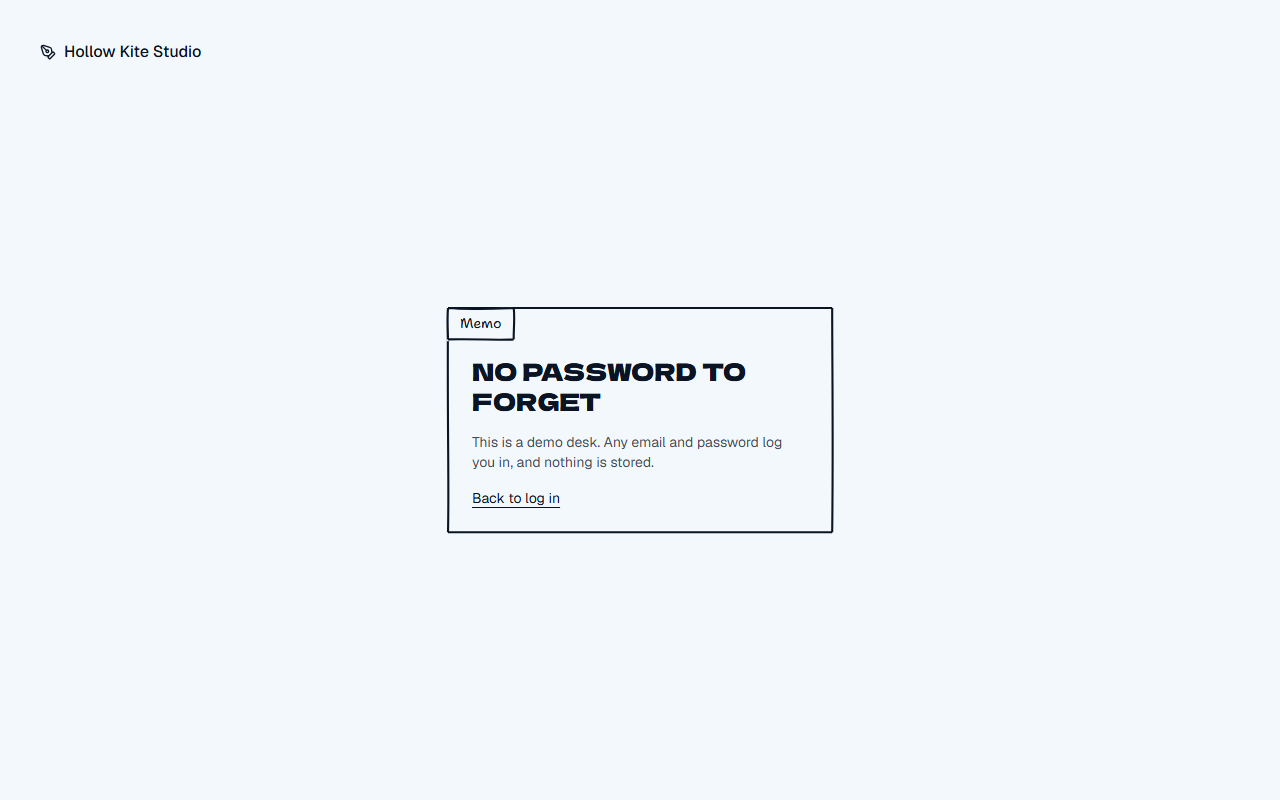 Hollow Kite Studio
Memo
NO PASSWORD TO
FORGET
This is a demo desk. Any email and password log
you in, and nothing is stored.
Back to log in